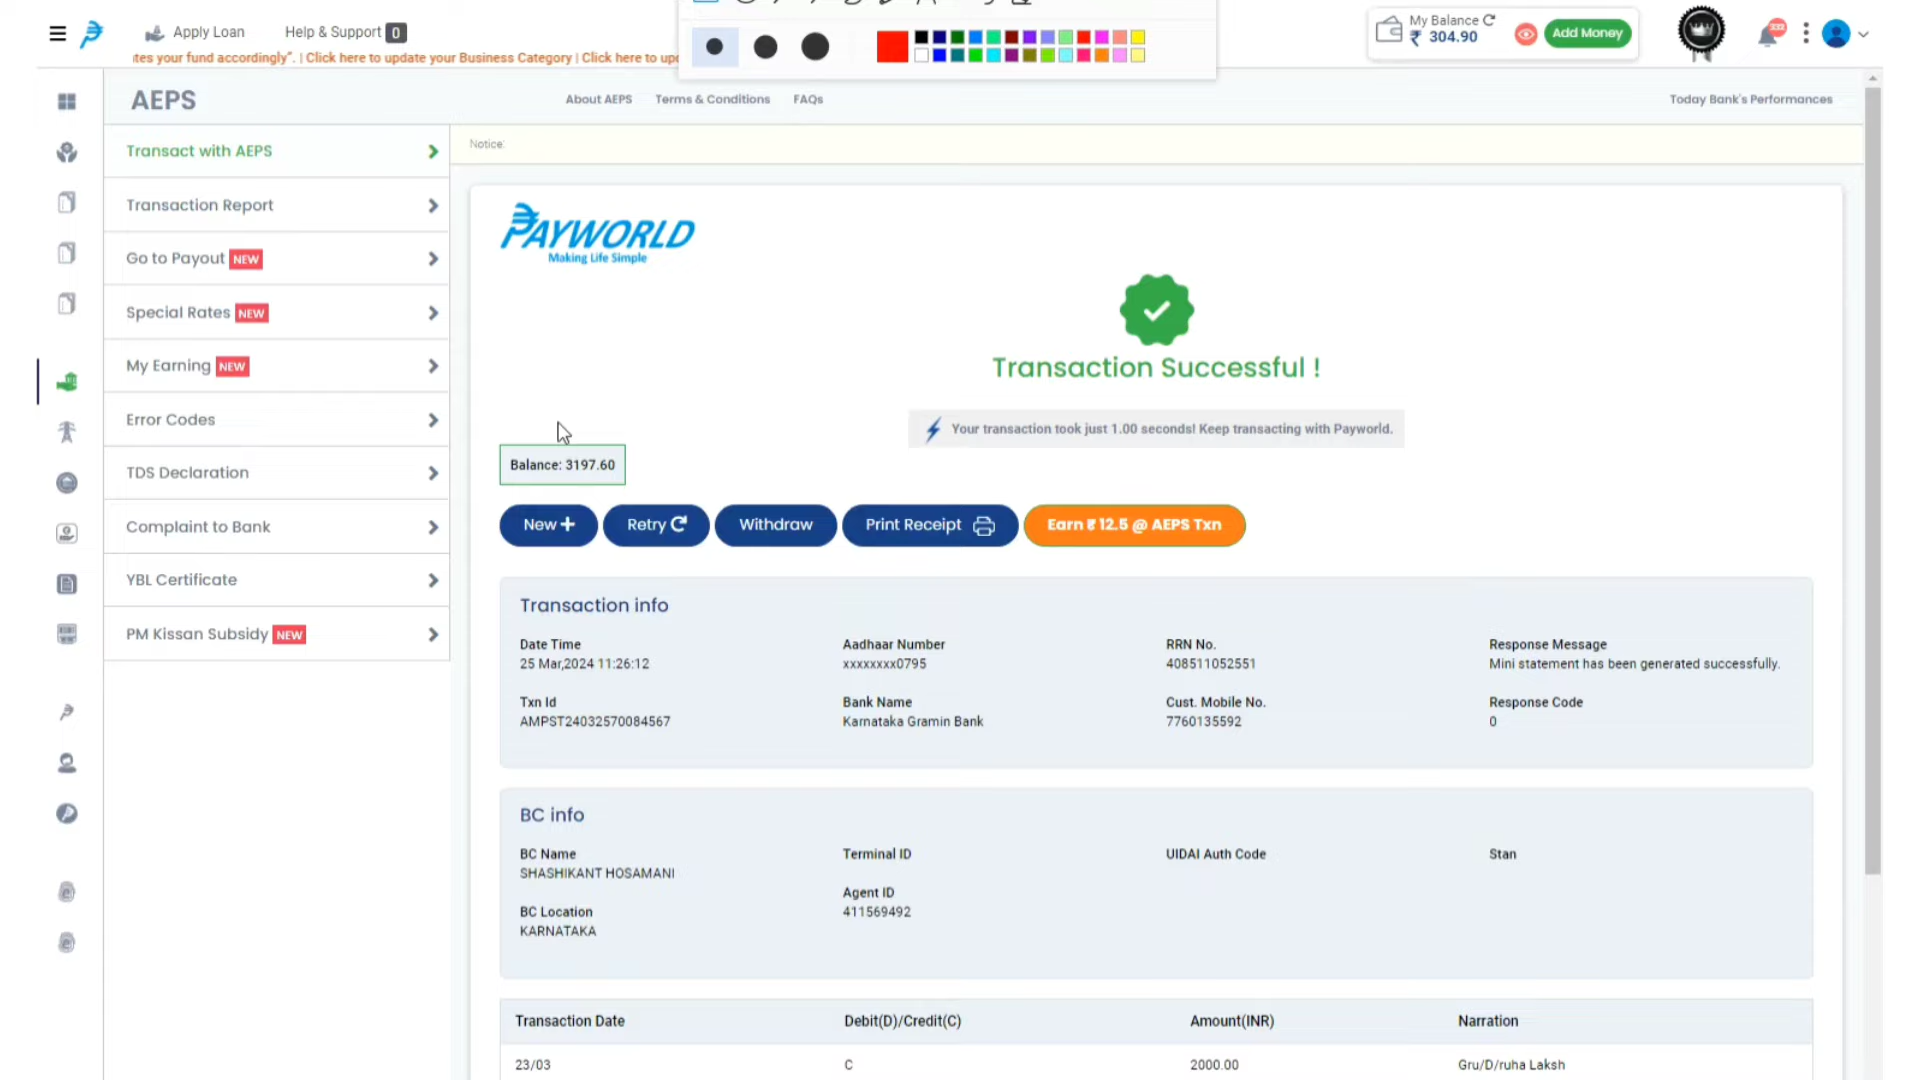 Apply Loan
Help & Support 0
tes your fund accordingly". | Click here to update your Business Category | Click here to up
My Balance
₹ 304.90
Add Money
AEPS
About AEPS
Terms & Conditions
FAQs
Today Bank's Performances
Transact with AEPS
Transaction Report
Go to Payout NEW
Special Rates NEW
My Earning NEW
Error Codes
TDS Declaration
Complaint to Bank
YBL Certificate
PM Kissan Subsidy NEW
Notice:
PAYWORLD
Making Life Simple
Transaction Successful !
Your transaction took just 1.00 seconds! Keep transacting with Payworld.
Balance: 3197.60
New
Retry
Withdraw
Print Receipt
Earn ₹ 12.5 @ AEPS Txn
Transaction info
Date Time
25 Mar,2024 11:26:12
Aadhaar Number
xxxxxxxx0795
RRN No.
408511052551
Response Message
Mini statement has been generated successfully.
Txn Id
AMPST24032570084567
Bank Name
Karnataka Gramin Bank
Cust. Mobile No.
7760135592
Response Code
0
BC info
BC Name
SHASHIKANT HOSAMANI
Terminal ID
UIDAI Auth Code
Stan
Agent ID
411569492
BC Location
KARNATAKA
Transaction Date
Debit(D)/Credit(C)
Amount(INR)
Narration
23/03
C
2000.00
Gru/D/ruha Laksh